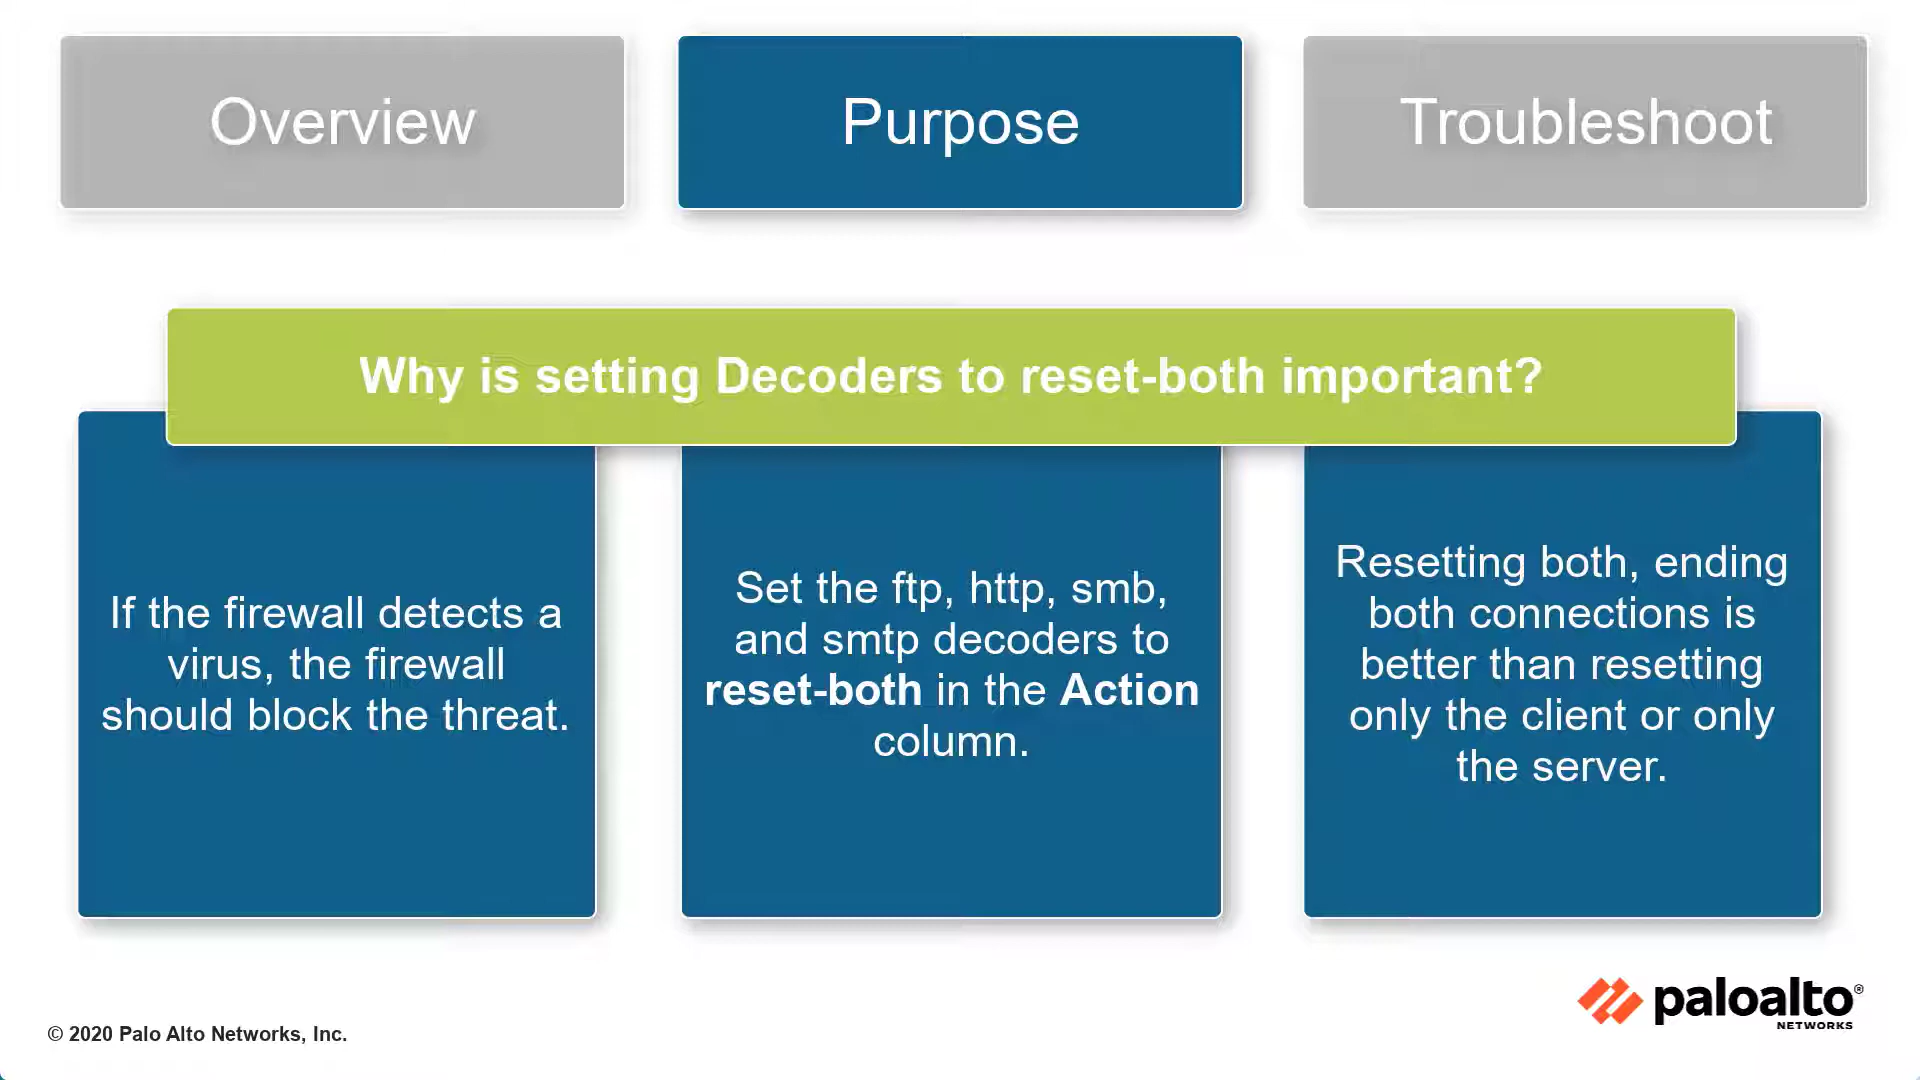 Overview
Purpose
Troubleshoot
Why is setting Decoders to reset-both important?
If the firewall detects a
virus, the firewall
should block the threat.
Set the ftp, http, smb,
and smtp decoders to
reset-both in the Action
column.
Resetting both, ending
both connections is
better than resetting
only the client or only
the server.
© 2020 Palo Alto Networks, Inc.
paloalto®
NETWORKS